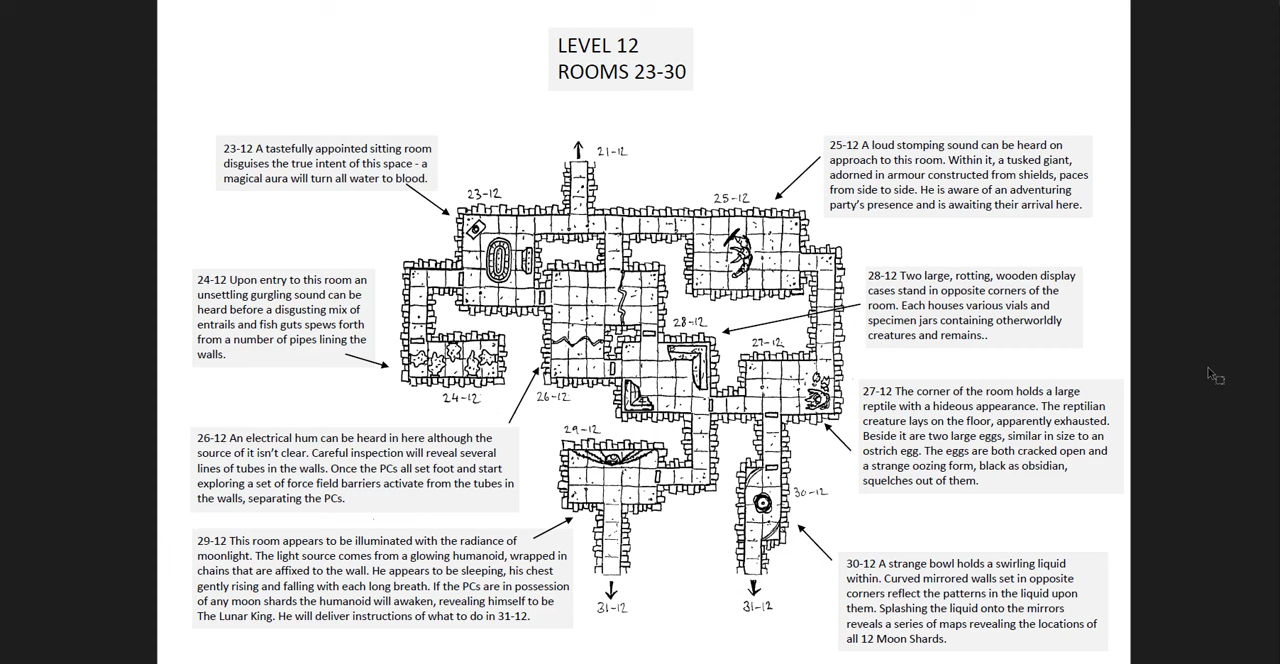 LEVEL 12
ROOMS 23-30
23-12 A tastefully appointed sitting room
disguises the true intent of this space - a
magical aura will turn all water to blood.
21-12
23-12
25-12
25-12 A loud stomping sound can be heard on
approach to this room. Within it, a tusked giant,
adorned in armour constructed from shields, paces
from side to side. He is aware of an adventuring
party's presence and is awaiting their arrival here.
24-12 Upon entry to this room an
unsettling gurgling sound can be
heard before a disgusting mix of
entrails and fish guts spews forth
from a number of pipes lining the
walls.
28-12 Two large, rotting, wooden display
cases stand in opposite corners of the
room. Each houses various vials and
specimen jars containing otherworldly
creatures and remains..
28-12
27-12
24-12
26-12
27-12 The corner of the room holds a large
reptile with a hideous appearance. The reptilian
creature lays on the floor, apparently exhausted.
Beside it are two large eggs, similar in size to an
ostrich egg. The eggs are both cracked open and
a strange oozing form, black as obsidian,
squelches out of them.
26-12 An electrical hum can be heard in here although the
source of it isn't clear. Careful inspection will reveal several
lines of tubes in the walls. Once the PCs all set foot and start
exploring a set of force field barriers activate from the tubes in
the walls, separating the PCs.
29-12
30-12
29-12 This room appears to be illuminated with the radiance of
moonlight. The light source comes from a glowing humanoid, wrapped in
chains that are affixed to the wall. He appears to be sleeping, his chest
gently rising and falling with each long breath. If the PCs are in possession
of any moon shards the humanoid will awaken, revealing himself to be
The Lunar King. He will deliver instructions of what to do in 31-12.
30-12 A strange bowl holds a swirling liquid
within. Curved mirrored walls set in opposite
corners reflect the patterns in the liquid upon
them. Splashing the liquid onto the mirrors
reveals a series of maps revealing the locations of
all 12 Moon Shards.
31-12
31-12